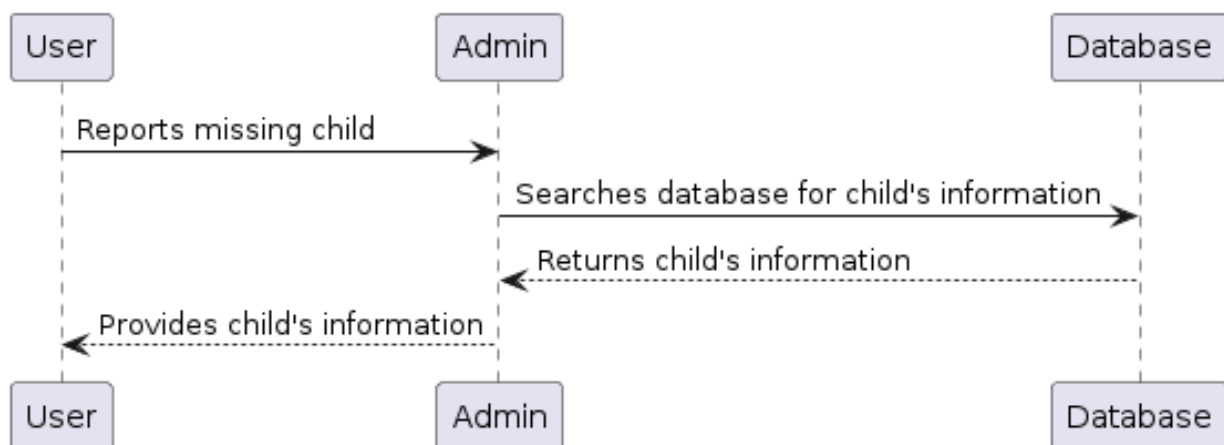 User Admin Database
Reports missing child
Searches database for child's information
Returns child's information
Provides child's information
User Admin Database